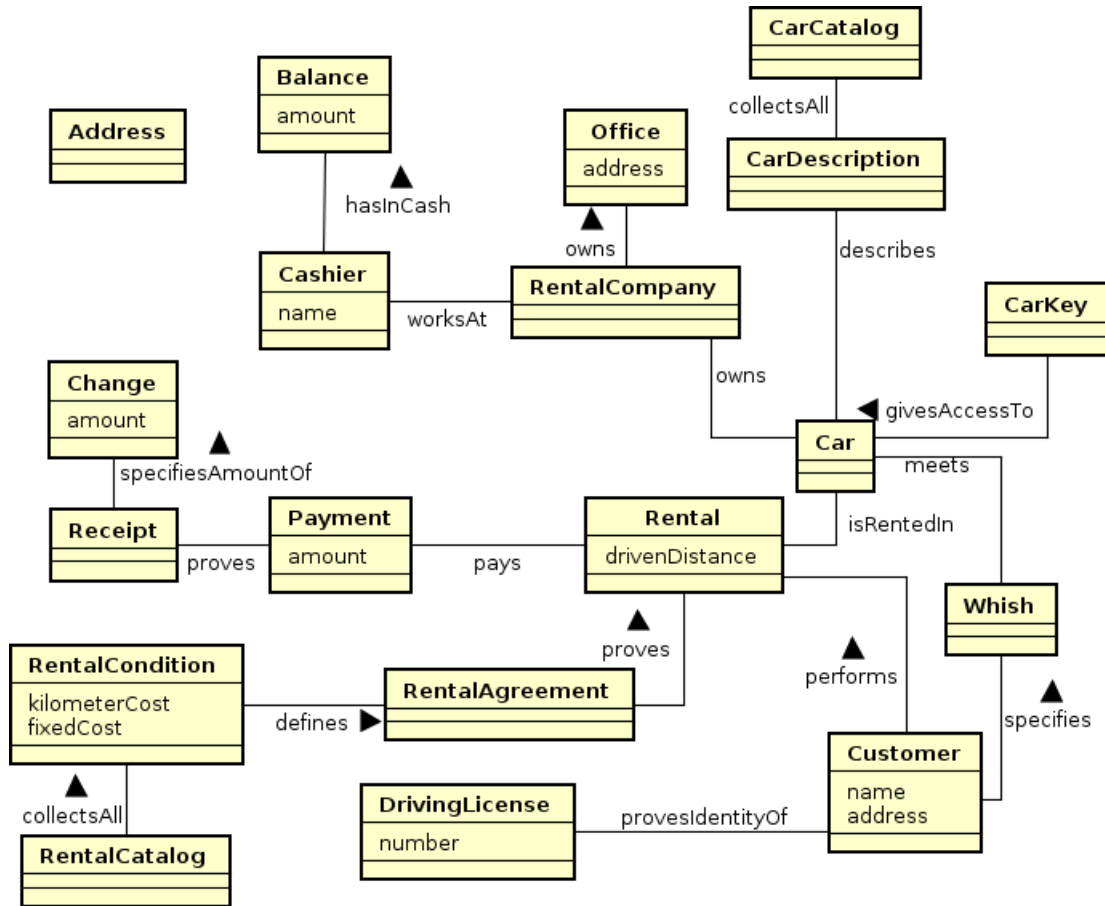 CarCatalog
Balance
amount
collectsAll
Office
address
Address
CarDescription
hasInCash
owns
describes
Cashier
name
RentalCompany
worksAt
CarKey
owns
Change
amount
givesAccessTo
Car
meets
specifiesAmountOf
Receipt
proves
Payment
amount
pays
Rental
drivenDistance
isRentedIn
Whish
proves
performs
RentalCondition
kilometerCost
fixedCost
defines
RentalAgreement
specifies
Customer
name
address
collectsAll
DrivingLicense
number
provesIdentityOf
RentalCatalog